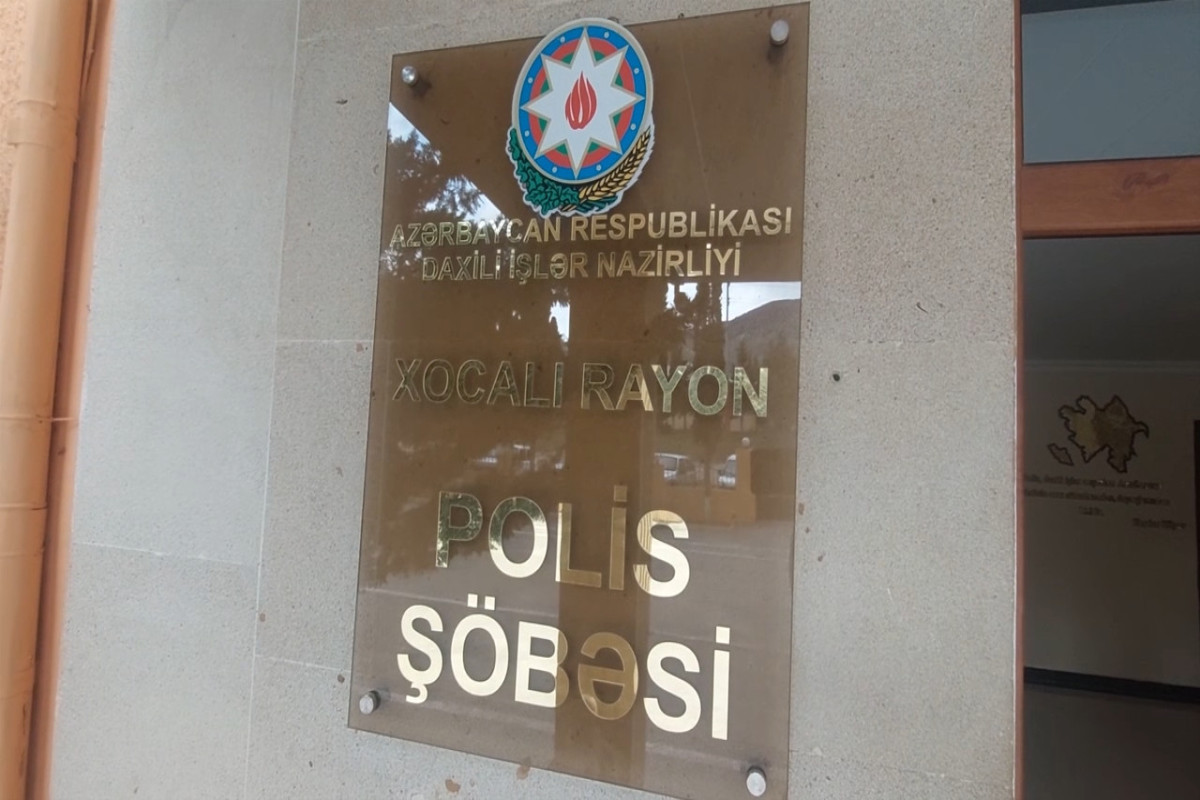 AZƏRBAYCAN RESPUBLİKASI
DAXİLİ İŞLƏR NAZİRLİYİ
XOCALI RAYON
POLİS
ŞÖBƏSİ